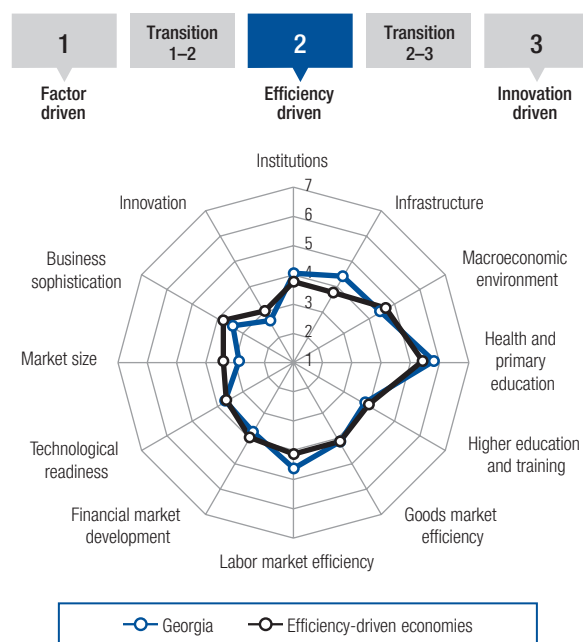 1
Transition
1–2
2
Transition
2–3
3
Factor
driven
Efficiency
driven
Innovation
driven
Institutions
Innovation
Infrastructure
Business
sophistication
Macroeconomic
environment
Market size
Health and
primary
education
Technological
readiness
Higher education
and training
Financial market
development
Goods market
efficiency
Labor market efficiency
7
6
5
4
3
2
1
Georgia
Efficiency-driven economies